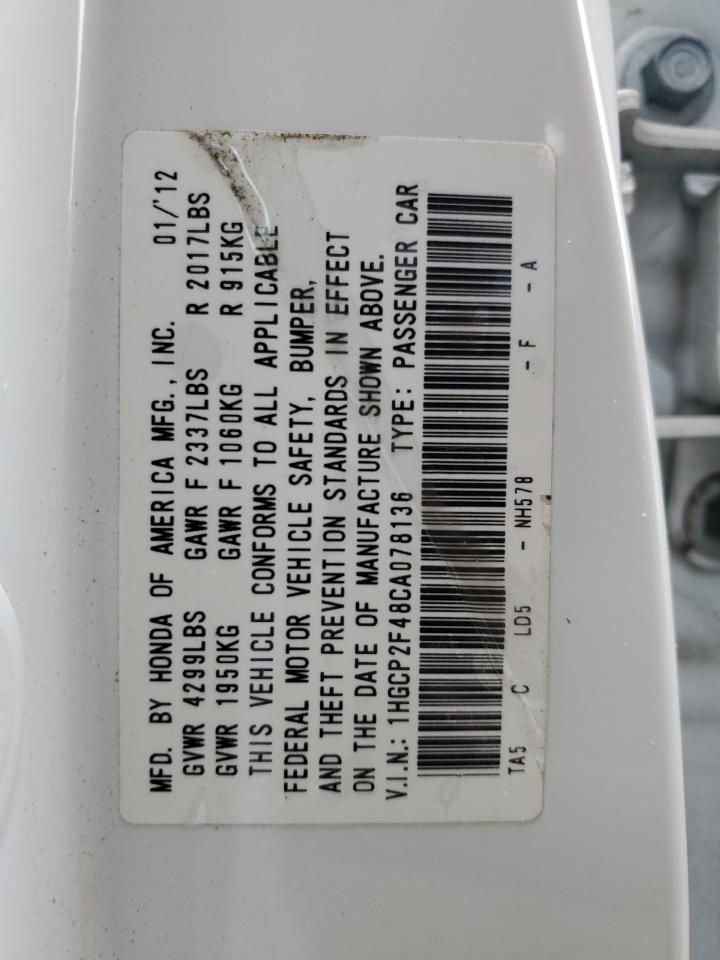 MFD. BY HONDA OF AMERICA MFG., INC. 01/'12
GVWR 4299LBS GAWR F 2337LBS R 2017LBS
GVWR 1950KG GAWR F 1060KG R 915KG
THIS VEHICLE CONFORMS TO ALL APPLICABLE
FEDERAL MOTOR VEHICLE SAFETY, BUMPER,
AND THEFT PREVENTION STANDARDS IN EFFECT
ON THE DATE OF MANUFACTURE SHOWN ABOVE.
V.I.N.: 1HGCP2F48CA078136 TYPE: PASSENGER CAR
TA5 C LD5 - NH578 - F - A